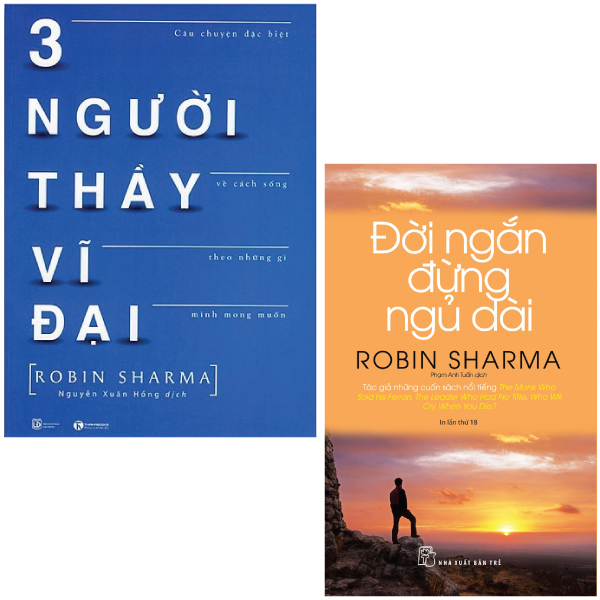 3
Câu chuyện đặc biệt
NGƯỜI
THẦY
về cách sống
VĨ
theo những gì
ĐẠI
mình mong muốn
[ROBIN SHARMA]
Nguyễn Xuân Hồng dịch
THAIHABOOKS
Đời ngắn
đừng
ngủ dài
ROBIN SHARMA
Phạm Anh Tuấn dịch
Tác giả những cuốn sách nổi tiếng The Monk Who
Sold His Ferrari, The Leader Who Had No Title, Who Will
Cry When You Die?
In lần thứ 18
NHÀ XUẤT BẢN TRẺ